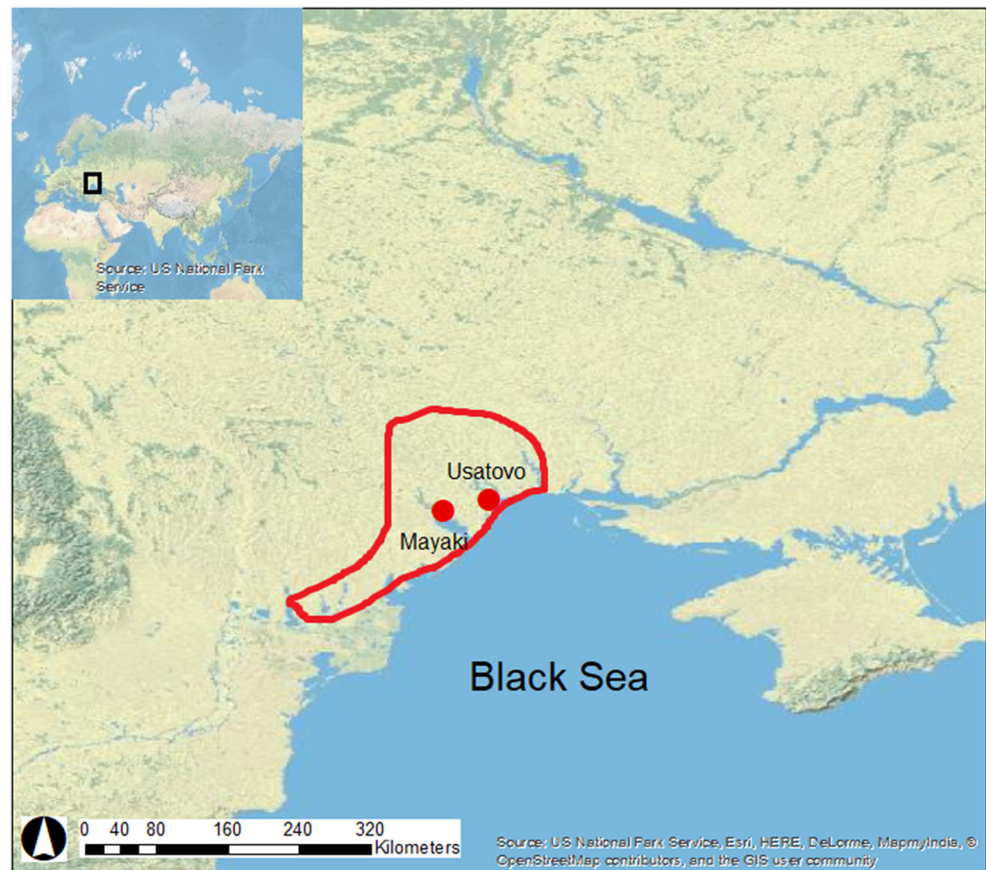 Source: US National Park
Service
Usatovo
Mayaki
Black Sea
0 40 80 160 240 320
Kilometers
Source: US National Park Service, Esri, HERE, DeLorme, MapmyIndia, ©
OpenStreetMap contributors, and the GIS user community